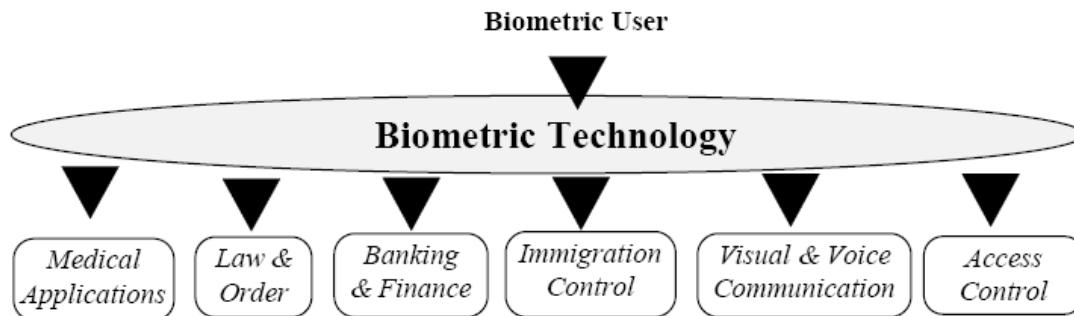 Biometric User
Biometric Technology
Medical
Applications
Law &
Order
Banking
& Finance
Immigration
Control
Visual & Voice
Communication
Access
Control